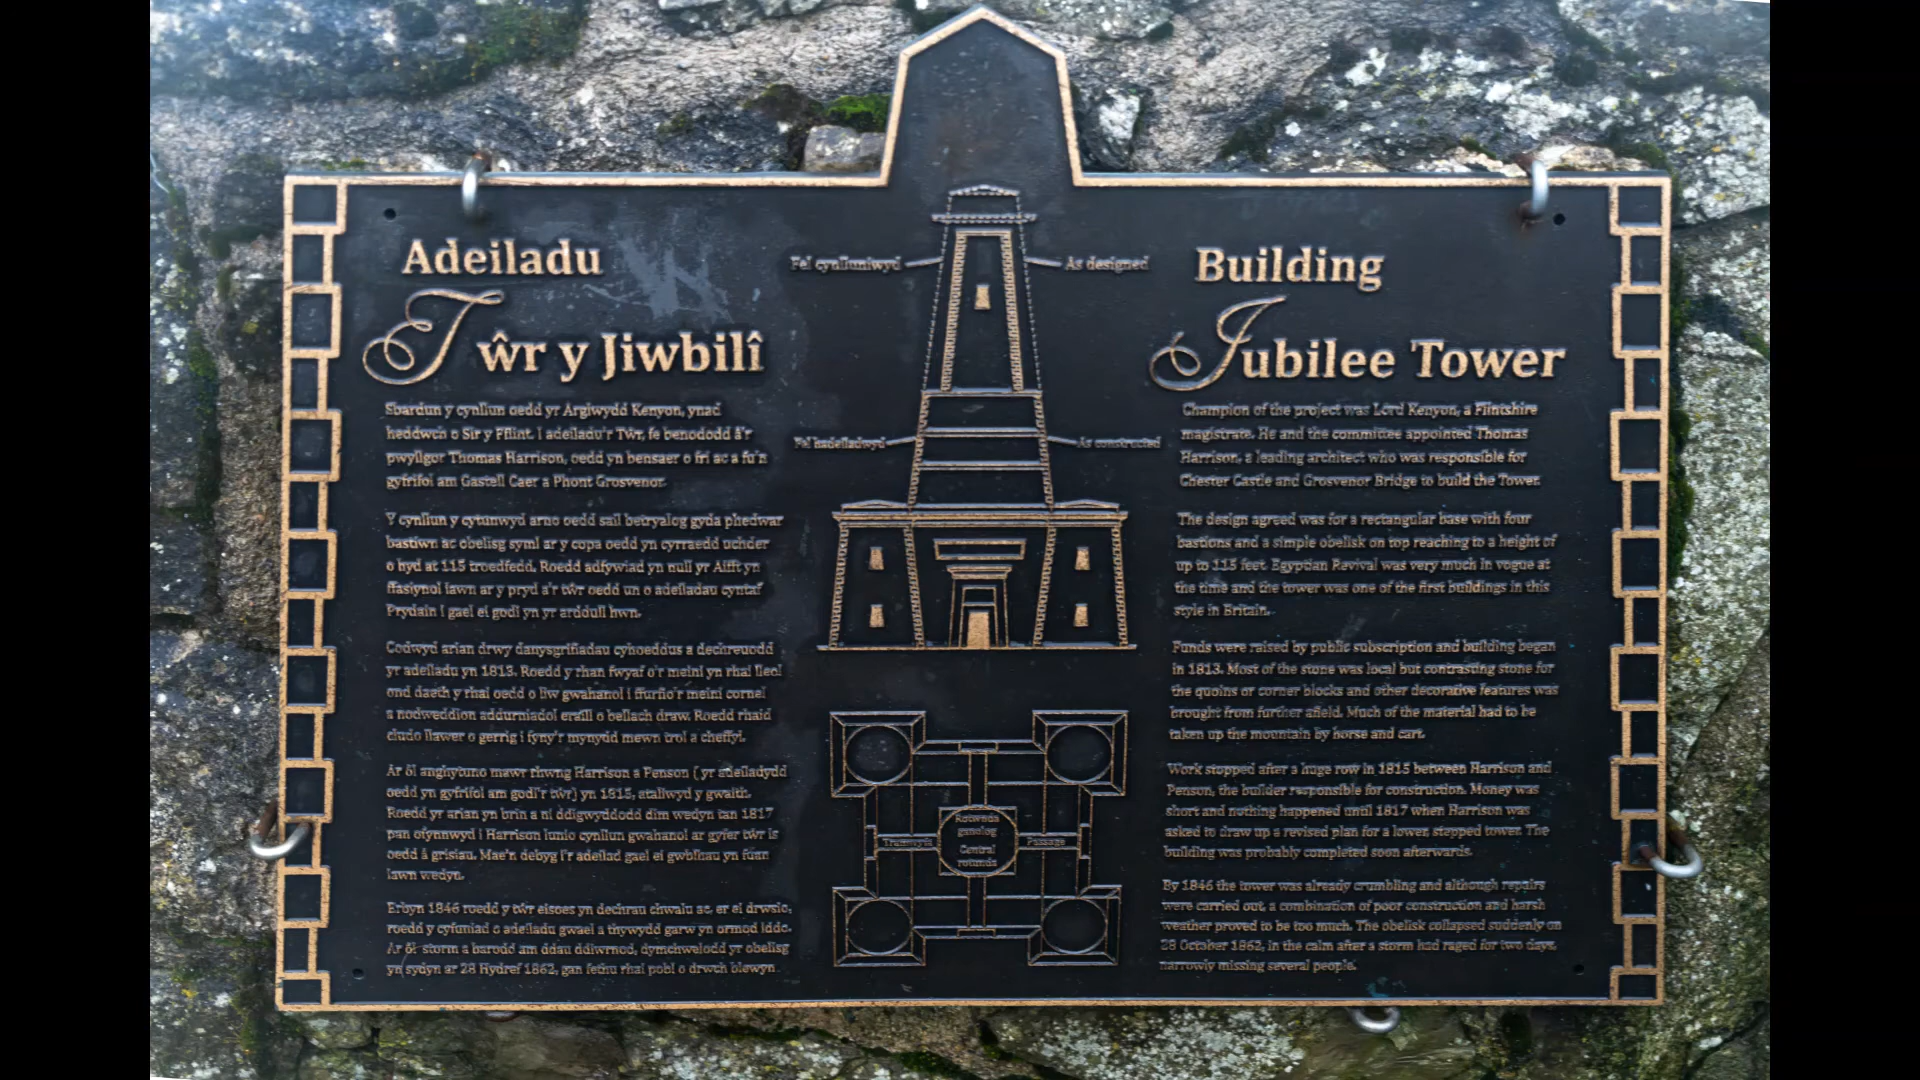 Adeiladu
Tŵr y Jiwbilî
Sbardun y cynllun oedd yr Arglwydd Kenyon, ynad
heddwch o Sir y Fflint. I adeiladu'r Tŵr, fe benododd â'r
pwyllgor Thomas Harrison, oedd yn bensaer o fri ac a fu'n
gyfrifol am Gastell Caer a Phont Grosvenor.
Y cynllun y cytunwyd arno oedd sail betryalog gyda phedwar
bastiwn ac obelisg syml ar y copa oedd yn cyrraedd uchder
o hyd at 115 troedfedd. Roedd adfywiad yn null yr Aifft yn
ffasiynol iawn ar y pryd a'r tŵr oedd un o adeiladau cyntaf
Prydain i gael ei godi yn yr arddull hwn.
Codwyd arian drwy danysgrifiadau cyhoeddus a dechreuodd
yr adeiladu yn 1813. Roedd y rhan fwyaf o'r meini yn rhai lleol
ond daeth y rhai oedd o liw gwahanol i ffurfio'r meini cornel
a nodweddion addurniadol eraill o bellach draw. Roedd rhaid
cludo llawer o gerrig i fyny'r mynydd mewn trol a cheffyl.
Ar ôl anghytuno mawr rhwng Harrison a Penson ( yr adeiladydd
oedd yn gyfrifol am godi'r tŵr) yn 1815, ataliwyd y gwaith.
Roedd yr arian yn brin a ni ddigwyddodd dim wedyn tan 1817
pan ofynnwyd i Harrison lunio cynllun gwahanol ar gyfer tŵr is
oedd â grisiau. Mae'n debyg i'r adeilad gael ei gwblhau yn fuan
iawn wedyn.
Erbyn 1846 roedd y tŵr eisoes yn dechrau chwalu ac, er ei drwsio,
roedd y cyfuniad o adeiladu gwael a thywydd garw yn ormod iddo.
Ar ôl storm a barodd am ddau ddiwrnod, dymchwelodd yr obelisg
yn sydyn ar 28 Hydref 1862, gan fethu rhai pobl o drwch blewyn.
Fel cynlluniwyd
As designed
Fel hadeiladwyd
As constructed
Rotwnda
ganolog
Central
rotunda
Tramwyfa
Passage
Building
Jubilee Tower
Champion of the project was Lord Kenyon, a Flintshire
magistrate. He and the committee appointed Thomas
Harrison, a leading architect who was responsible for
Chester Castle and Grosvenor Bridge to build the Tower.
The design agreed was for a rectangular base with four
bastions and a simple obelisk on top reaching to a height of
up to 115 feet. Egyptian Revival was very much in vogue at
the time and the tower was one of the first buildings in this
style in Britain.
Funds were raised by public subscription and building began
in 1813. Most of the stone was local but contrasting stone for
the quoins or corner blocks and other decorative features was
brought from further afield. Much of the material had to be
taken up the mountain by horse and cart.
Work stopped after a huge row in 1815 between Harrison and
Penson, the builder responsible for construction. Money was
short and nothing happened until 1817 when Harrison was
asked to draw up a revised plan for a lower, stepped tower. The
building was probably completed soon afterwards.
By 1846 the tower was already crumbling and although repairs
were carried out, a combination of poor construction and harsh
weather proved to be too much. The obelisk collapsed suddenly on
28 October 1862, in the calm after a storm had raged for two days,
narrowly missing several people.